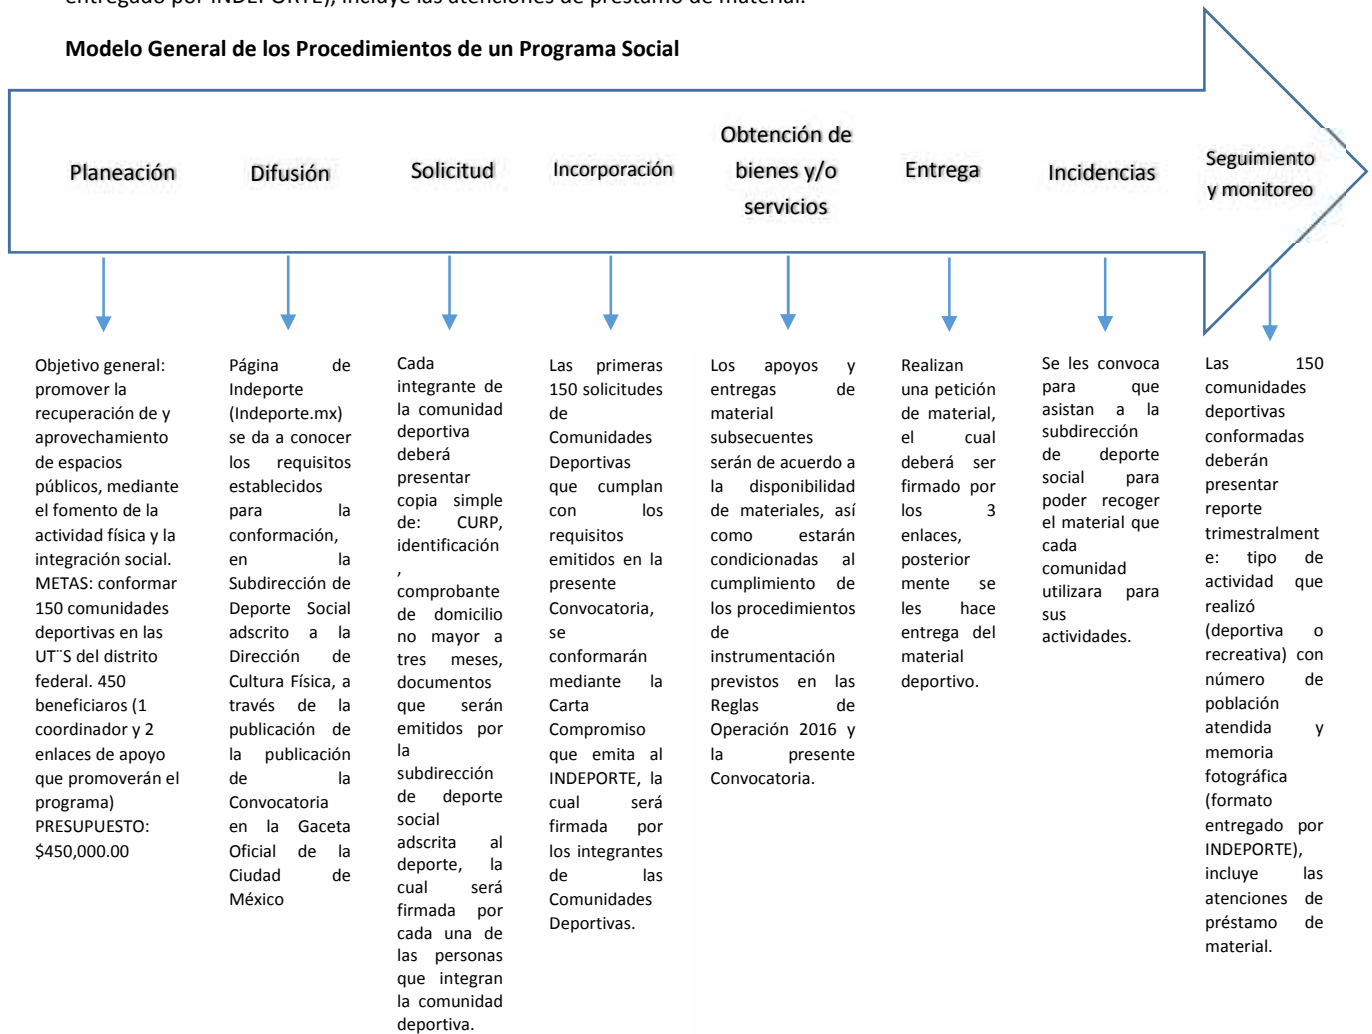 entregado por INDEPORTE), incluye las atenciones de préstamo de material.
Modelo General de los Procedimientos de un Programa Social
Planeación
Difusión
Solicitud
Incorporación
Obtención de
bienes y/o
servicios
Entrega
Incidencias
Seguimiento
y monitoreo
Objetivo general:
promover la
recuperación de y
aprovechamiento
de espacios
públicos, mediante
el fomento de la
actividad física y la
integración social.
METAS: conformar
150 comunidades
deportivas en las
UT¨S del distrito
federal. 450
beneficiaros (1
coordinador y 2
enlaces de apoyo
que promoverán el
programa)
PRESUPUESTO:
$450,000.00
Página de
Indeporte
(Indeporte.mx)
se da a conocer
los requisitos
establecidos
para la
conformación,
en la
Subdirección de
Deporte Social
adscrito a la
Dirección de
Cultura Física, a
través de la
publicación de
la publicación
de la
Convocatoria
en la Gaceta
Oficial de la
Ciudad de
México
Cada
integrante de
la comunidad
deportiva
deberá
presentar
copia simple
de: CURP,
identificación
,
comprobante
de domicilio
no mayor a
tres meses,
documentos
que serán
emitidos por
la
subdirección
de deporte
social
adscrita al
deporte, la
cual será
firmada por
cada una de
las personas
que integran
la comunidad
deportiva.
Las primeras
150 solicitudes
de
Comunidades
Deportivas
que cumplan
con los
requisitos
emitidos en la
presente
Convocatoria,
se
conformarán
mediante la
Carta
Compromiso
que emita al
INDEPORTE, la
cual será
firmada por
los integrantes
de las
Comunidades
Deportivas.
Los apoyos y
entregas de
material
subsecuentes
serán de acuerdo a
la disponibilidad
de materiales, así
como estarán
condicionadas al
cumplimiento de
los procedimientos
de
instrumentación
previstos en las
Reglas de
Operación 2016 y
la presente
Convocatoria.
Realizan
una petición
de material,
el cual
deberá ser
firmado por
los 3
enlaces,
posterior
mente se
les hace
entrega del
material
deportivo.
Se les convoca
para que
asistan a la
subdirección
de deporte
social para
poder recoger
el material que
cada
comunidad
utilizara para
sus
actividades.
Las 150
comunidades
deportivas
conformadas
deberán
presentar
reporte
trimestralment
e: tipo de
actividad que
realizó
(deportiva o
recreativa) con
número de
población
atendida y
memoria
fotográfica
(formato
entregado por
INDEPORTE),
incluye las
atenciones de
préstamo de
material.